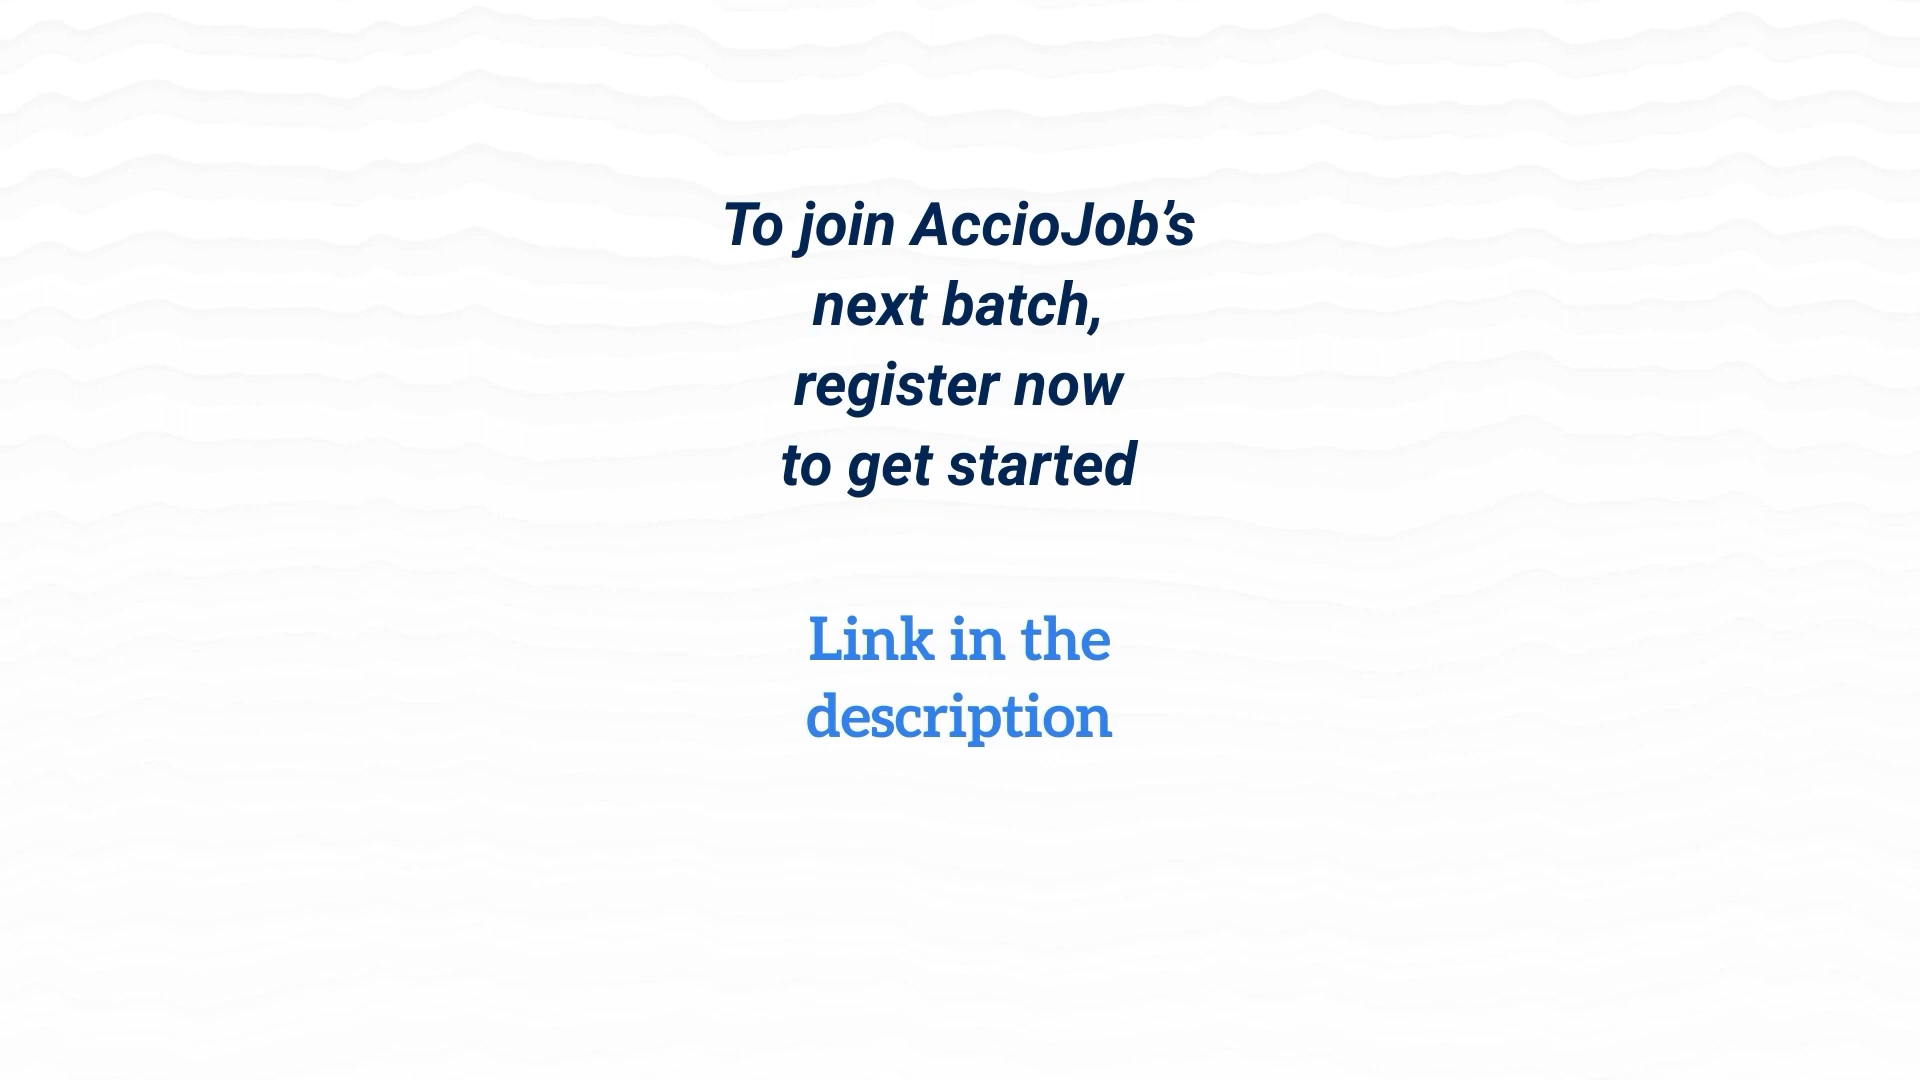 To join AccioJob’s
next batch,
register now
to get started
Link in the
description